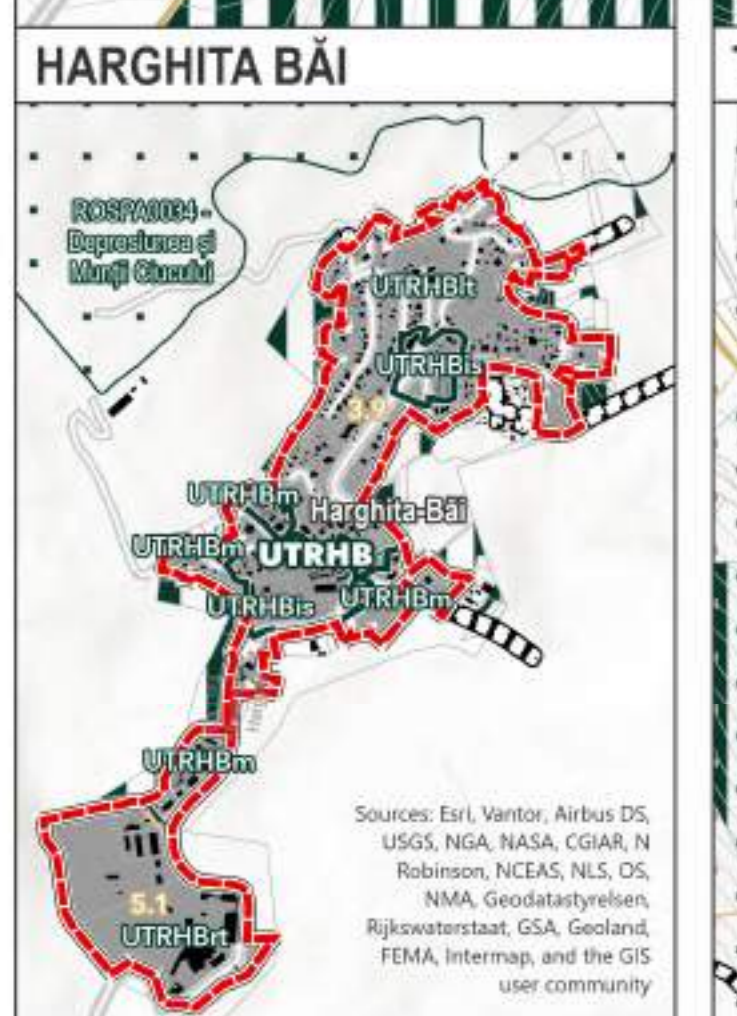 HARGHITA BĂI
ROSPA0034 -
Depresiunea și
Munții Ciucului
UTRHBlt
UTRHBis
3.9
UTRHBm
Harghita-Băi
UTRHBm
UTRHB
UTRHBis
UTRHBm
UTRHBm
5.1
UTRHBrt
Sources: Esri, Vantor, Airbus DS,
USGS, NGA, NASA, CGIAR, N
Robinson, NCEAS, NLS, OS,
NMA, Geodatastyrelsen,
Rijkswaterstaat, GSA, Geoland,
FEMA, Intermap, and the GIS
user community